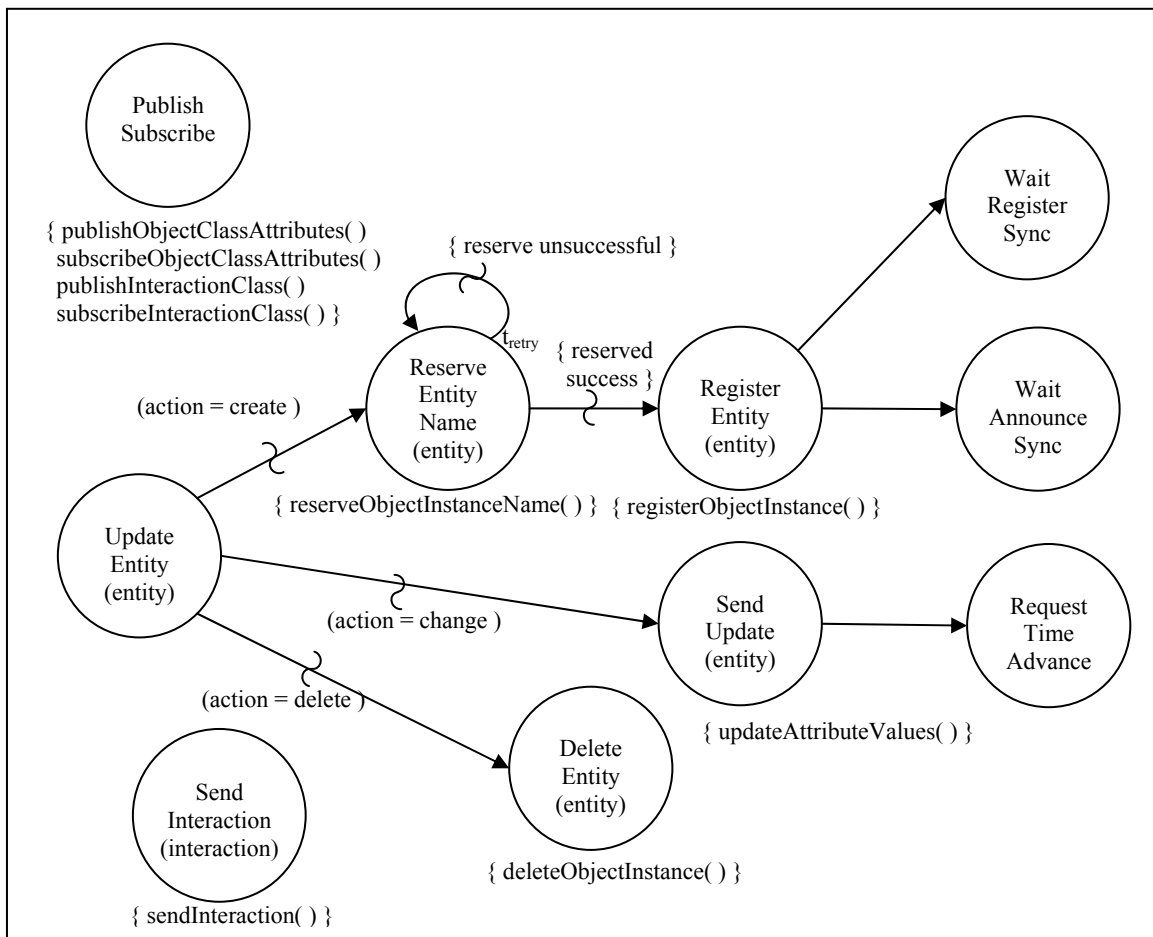 Publish
Subscribe
{ publishObjectClassAttributes( )
subscribeObjectClassAttributes( )
publishInteractionClass( )
subscribeInteractionClass( ) }
Wait
Register
Sync
{ reserve unsuccessful }
t retry
Reserve
Entity
Name
(entity)
{ reserved
success }
Register
Entity
(entity)
Wait
Announce
Sync
(action = create )
{ reserveObjectInstanceName( ) }
{ registerObjectInstance( ) }
Update
Entity
(entity)
(action = change )
Send
Update
(entity)
Request
Time
Advance
(action = delete )
{ updateAttributeValues( ) }
Delete
Entity
(entity)
Send
Interaction
(interaction)
{ deleteObjectInstance( ) }
{ sendInteraction( ) }